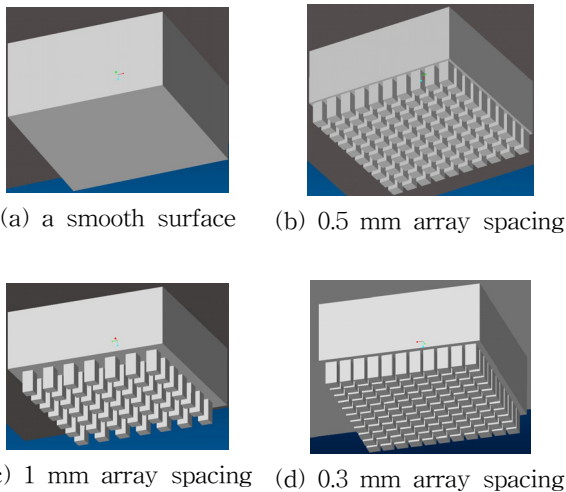 (a) a smooth surface
(b) 0.5 mm array spacing
c) 1 mm array spacing
(d) 0.3 mm array spacing